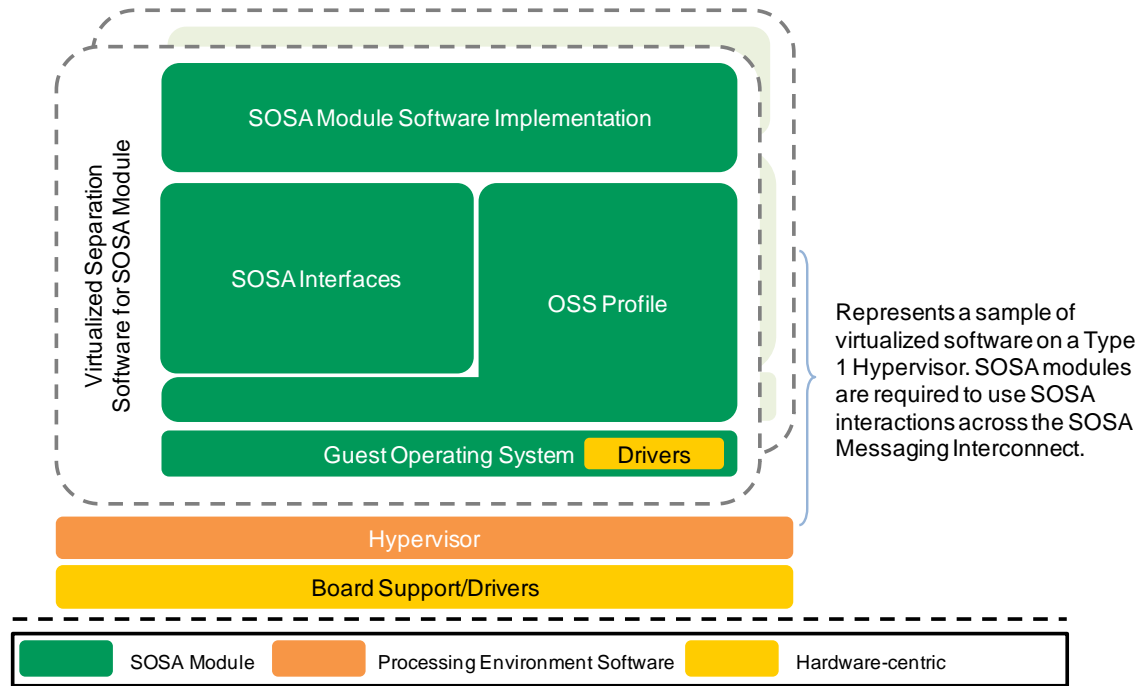 SOSA Module Software Implementation
Virtualized Separation
Software for SOSA Module
SOSA Interfaces
OSS Profile
Guest Operating System
Drivers
Represents a sample of
virtualized software on a Type
1 Hypervisor. SOSA modules
are required to use SOSA
interactions across the SOSA
Messaging Interconnect.
Hypervisor
Board Support/Drivers
SOSA Module
Processing Environment Software
Hardware-centric